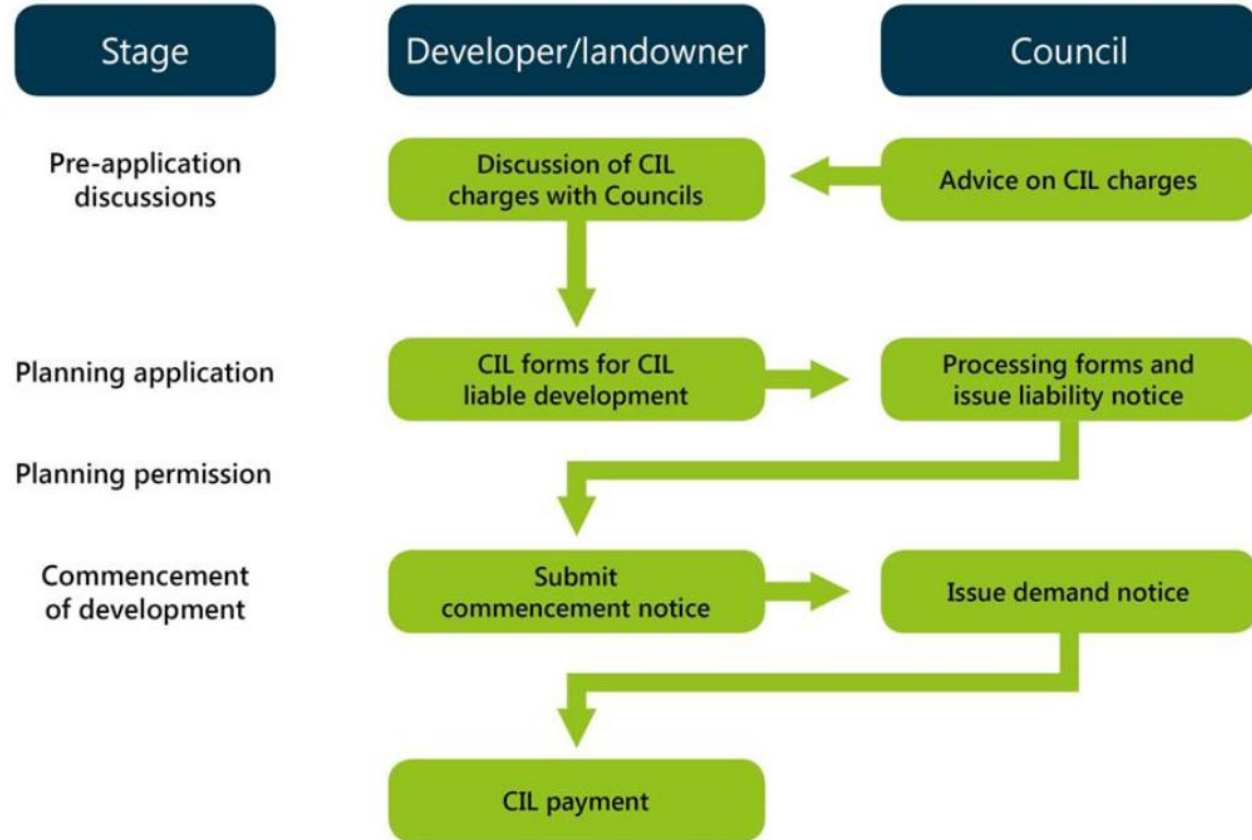 Stage
Developer/landowner
Council
Pre-application
discussions
Discussion of CIL
charges with Councils
Advice on CIL charges
Planning application
CIL forms for CIL
liable development
Processing forms and
issue liability notice
Planning permission
Commencement
of development
Submit
commencement notice
Issue demand notice
CIL payment